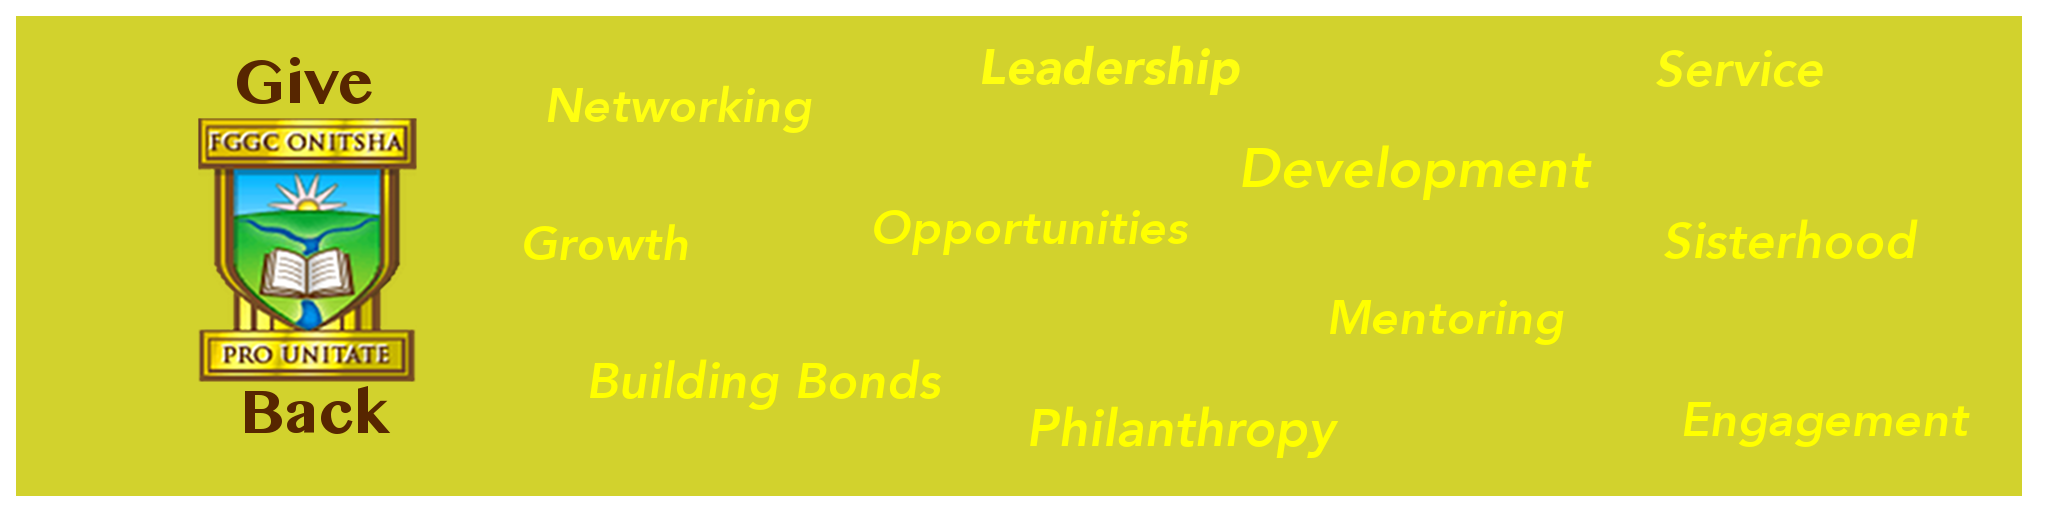 Give
FGGC ONITSHA
PRO UNITATE
Back
Networking
Leadership
Service
Development
Growth
Opportunities
Sisterhood
Mentoring
Building Bonds
Philanthropy
Engagement